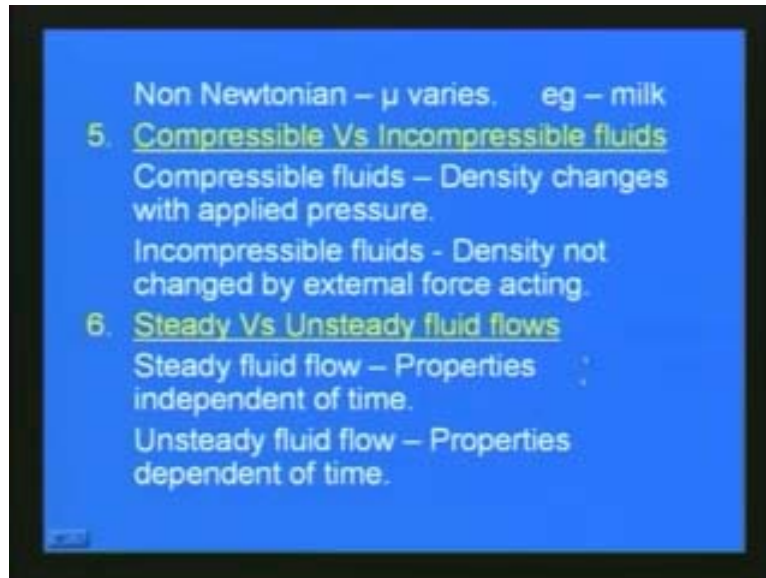 Non Newtonian – μ varies. eg – milk
5. Compressible Vs Incompressible fluids
Compressible fluids – Density changes
with applied pressure.
Incompressible fluids - Density not
changed by external force acting.
6. Steady Vs Unsteady fluid flows
Steady fluid flow – Properties
independent of time.
Unsteady fluid flow – Properties
dependent of time.